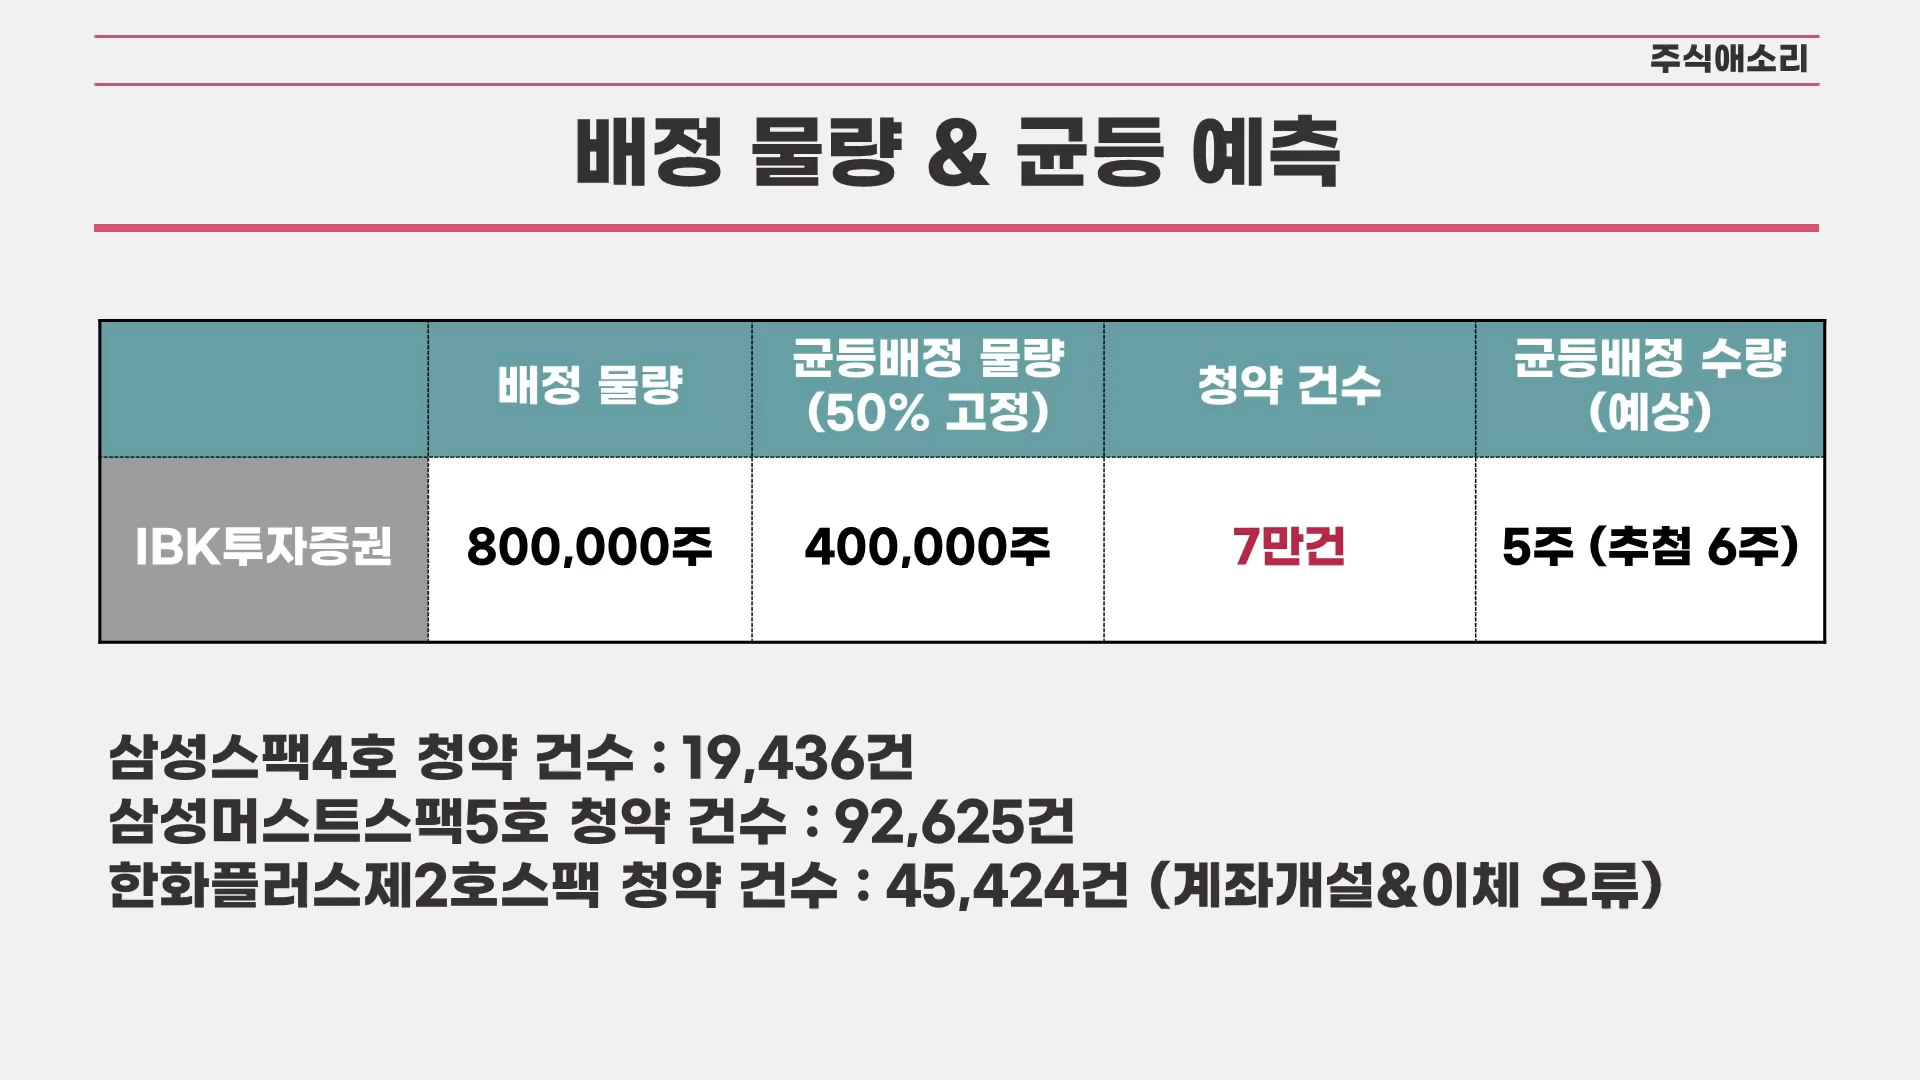 주식애소리
배정 물량 & 균등 예측
배정 물량
균등배정 물량
(50% 고정)
청약 건수
균등배정 수량
(예상)
IBK투자증권
800,000주
400,000주
7만건
5주 (추첨 6주)
삼성스팩4호 청약 건수 : 19,436건
삼성머스트스팩5호 청약 건수 : 92,625건
한화플러스제2호스팩 청약 건수 : 45,424건 (계좌개설&이체 오류)